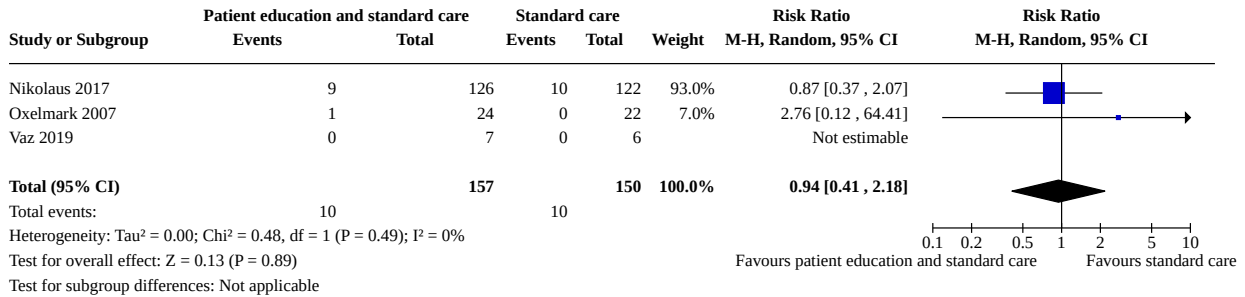 Patient education and standard care Standard care Risk Ratio Risk Ratio
Study or Subgroup Events Total Events Total Weight M-H, Random, 95% CI M-H, Random, 95% CI
Nikolaus 2017 9 126 10 122 93.0% 0.87 [0.37 , 2.07]
Oxelmark 2007 1 24 0 22 7.0% 2.76 [0.12 , 64.41]
Vaz 2019 0 7 0 6 Not estimable
Total (95% CI) 157 150 100.0% 0.94 [0.41 , 2.18]
Total events: 10 10
Heterogeneity: Tau² = 0.00; Chi² = 0.48, df = 1 (P = 0.49); I² = 0%
0.1 0.2 0.5 1 2 5 10
Test for overall effect: Z = 0.13 (P = 0.89) Favours patient education and standard care Favours standard care
Test for subgroup differences: Not applicable